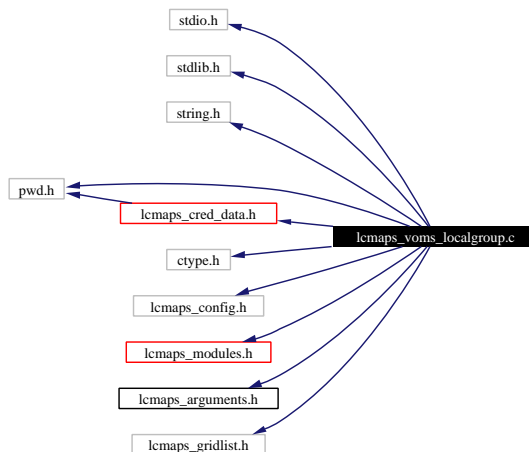 stdio.h
stdlib.h
string.h
pwd.h
lcmaps_cred_data.h
lcmaps_voms_localgroup.c
ctype.h
lcmaps_config.h
lcmaps_modules.h
lcmaps_arguments.h
lcmaps_gridlist.h